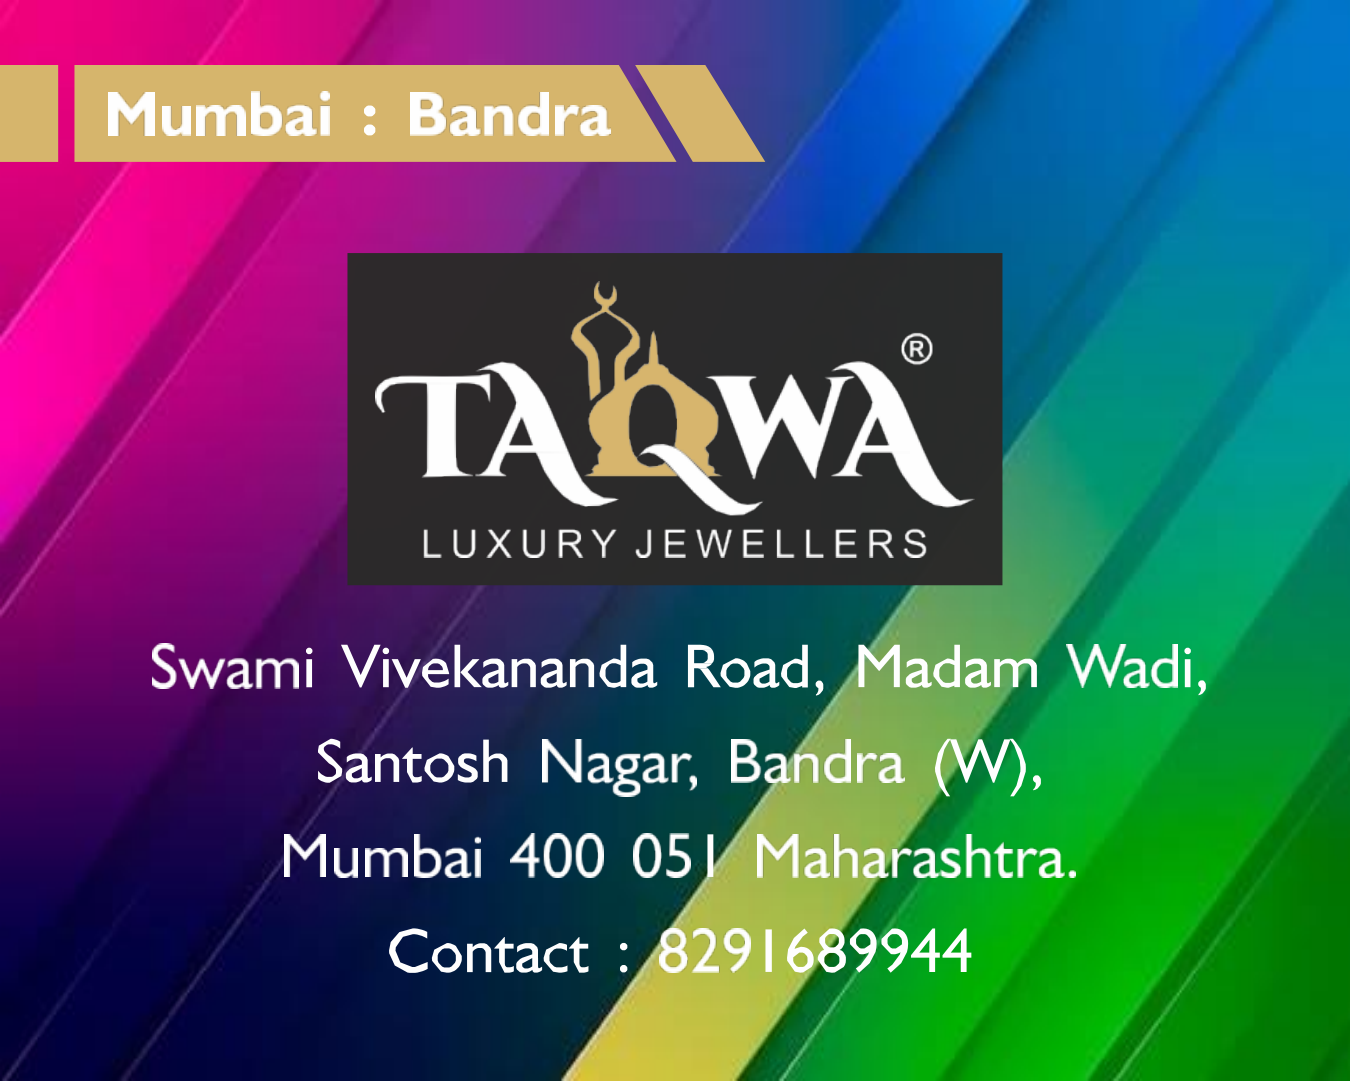 Mumbai : Bandra
TAQWA ®
LUXURY JEWELLERS
Swami Vivekananda Road, Madam Wadi,
Santosh Nagar, Bandra (W),
Mumbai 400 051 Maharashtra.
Contact : 8291689944